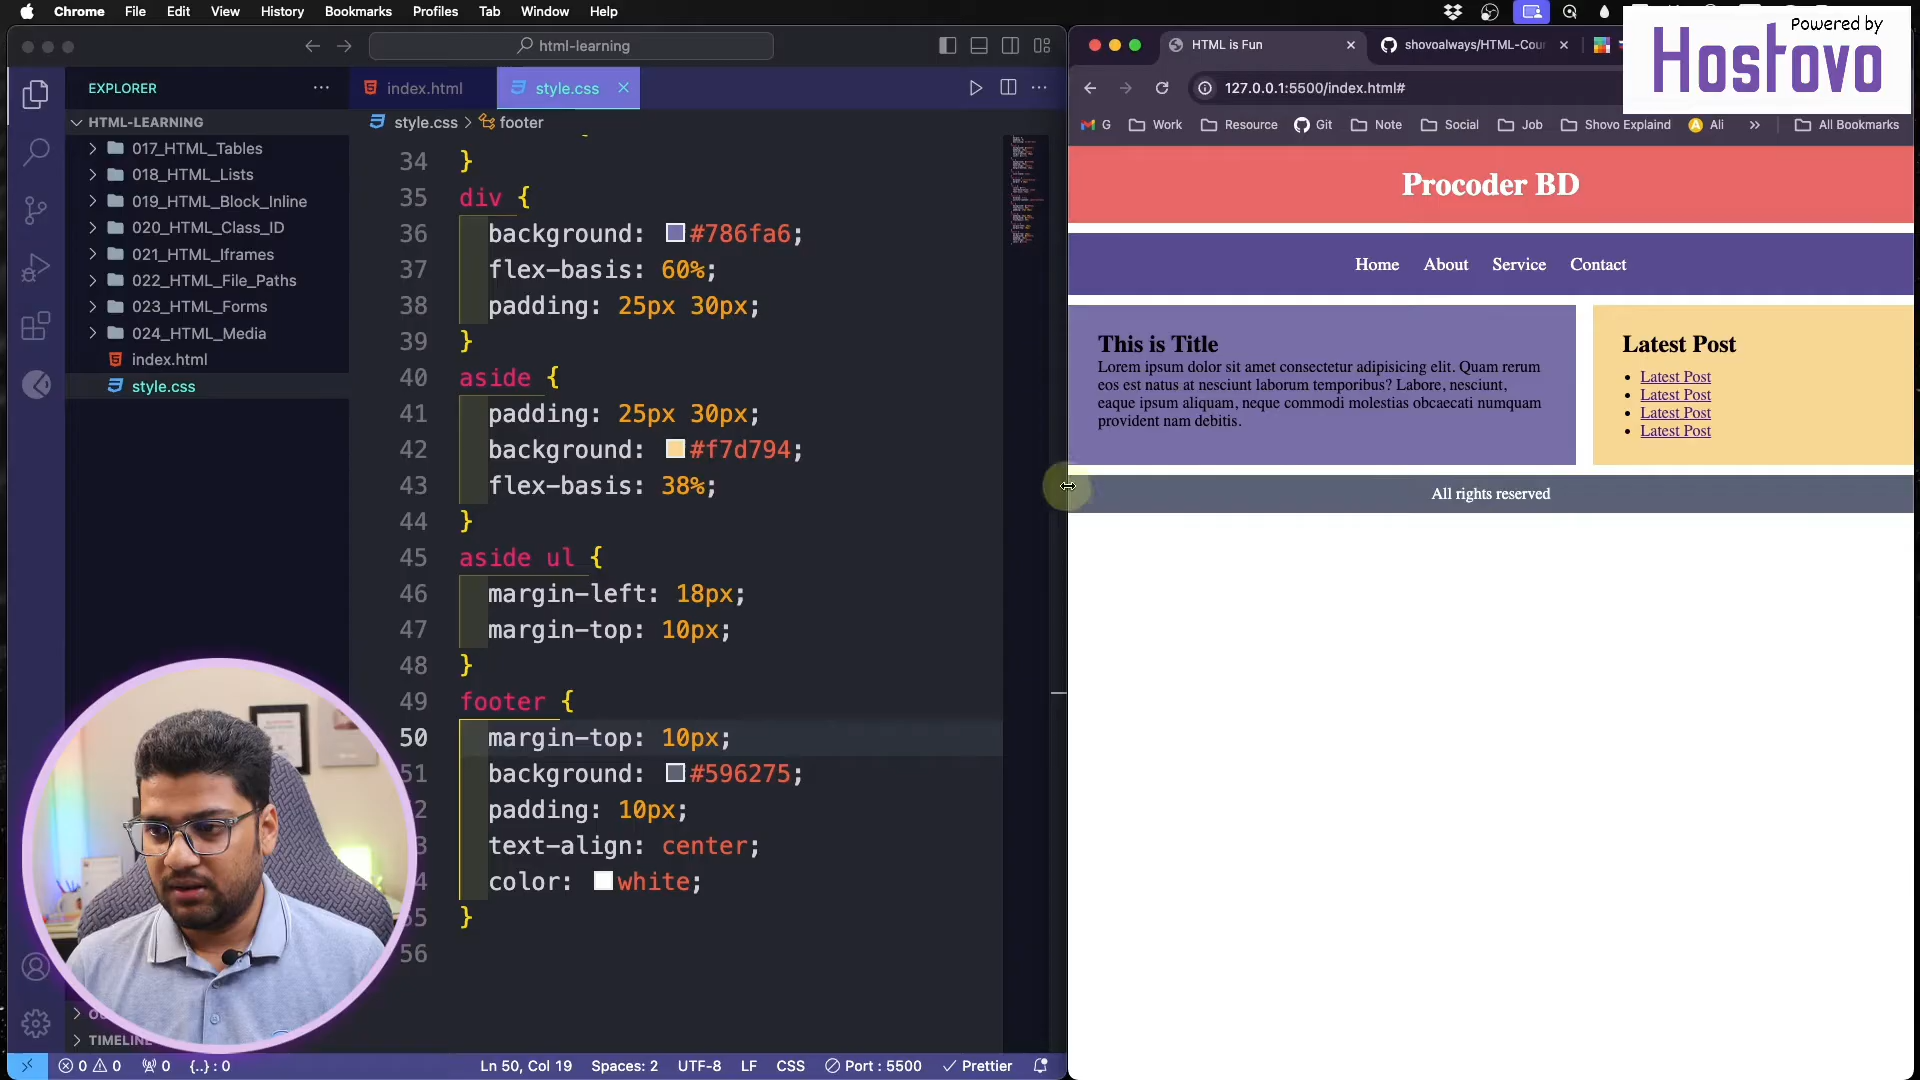 Chrome File Edit View History Bookmarks Profiles Tab Window Help
Powered by
Hostovo
html-learning
HTML is Fun
shovoalways/HTML-Cou
EXPLORER
index.html
style.css
127.0.0.1:5500/index.html#
HTML-LEARNING
style.css > footer
G Work Resource Git Note Social Job Shovo Explaind Ali » All Bookmarks
017_HTML_Tables
018_HTML_Lists
019_HTML_Block_Inline
020_HTML_Class_ID
021_HTML_Iframes
022_HTML_File_Paths
023_HTML_Forms
024_HTML_Media
index.html
style.css
34 }
35 div {
36 background: #786fa6;
37 flex-basis: 60%;
38 padding: 25px 30px;
39 }
40 aside {
41 padding: 25px 30px;
42 background: #f7d794;
43 flex-basis: 38%;
44 }
45 aside ul {
46 margin-left: 18px;
47 margin-top: 10px;
48 }
49 footer {
50 margin-top: 10px;
51 background: #596275;
2 padding: 10px;
3 text-align: center;
4 color: white;
55 }
56
Procoder BD
Home About Service Contact
This is Title
Lorem ipsum dolor sit amet consectetur adipisicing elit. Quam rerum
eos est natus at nesciunt laborum temporibus? Labore, nesciunt,
eaque ipsum aliquam, neque commodi molestias obcaecati numquam
provident nam debitis.
Latest Post
Latest Post
Latest Post
Latest Post
Latest Post
All rights reserved
TIMELINE
0 0 0 {..} : 0
Ln 50, Col 19 Spaces: 2 UTF-8 LF CSS Port : 5500 Prettier